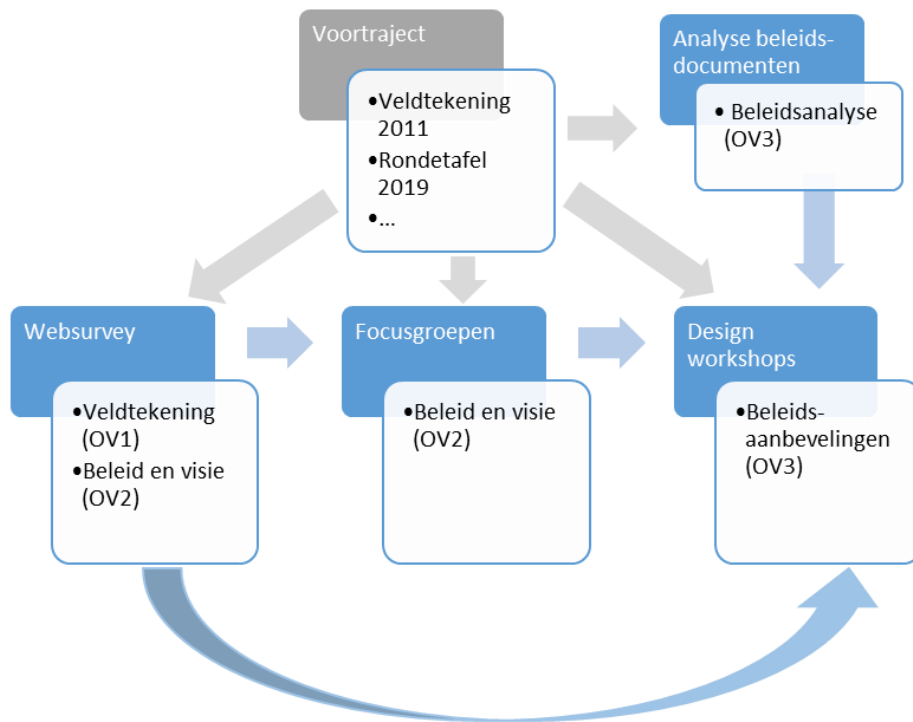 Voortraject
•Veldtekening
2011
•Rondetafel
2019
•...
Analyse beleids-
documenten
• Beleidsanalyse
(OV3)
Websurvey
•Veldtekening
(OV1)
•Beleid en visie
(OV2)
Focusgroepen
•Beleid en visie
(OV2)
Design
workshops
•Beleids-
aanbevelingen
(OV3)